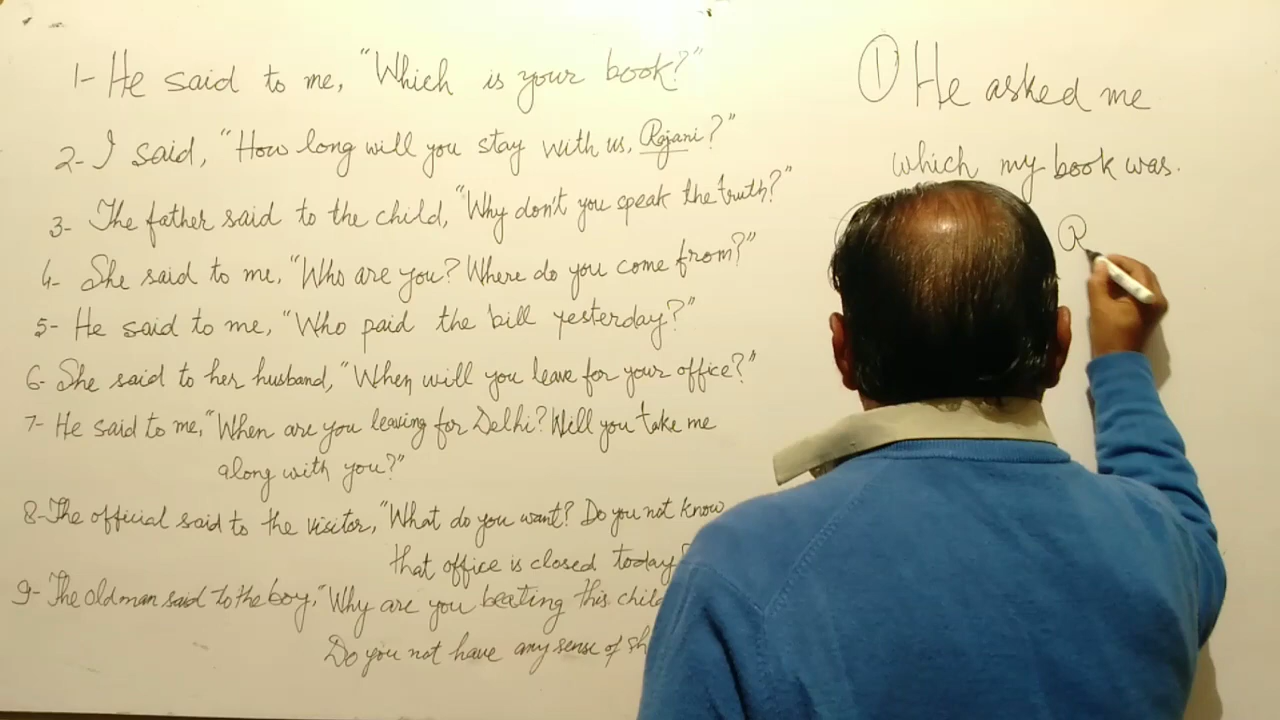 1- He said to me, "Which is your book?"
2- I said, "How long will you stay with us, Rajani?"
3- The father said to the child, "Why don't you speak the truth?"
4- She said to me, "Who are you? Where do you come from?"
5- He said to me, "Who paid the bill yesterday?"
6- She said to her husband, "When will you leave for your office?"
7- He said to me, "When are you leaving for Delhi? Will you take me
along with you?"
8- The official said to the visitor, "What do you want? Do you not know
that office is closed today?
9- The old man said to the boy, "Why are you beating this child
Do you not have any sense of sh
① He asked me
which my book was.
R